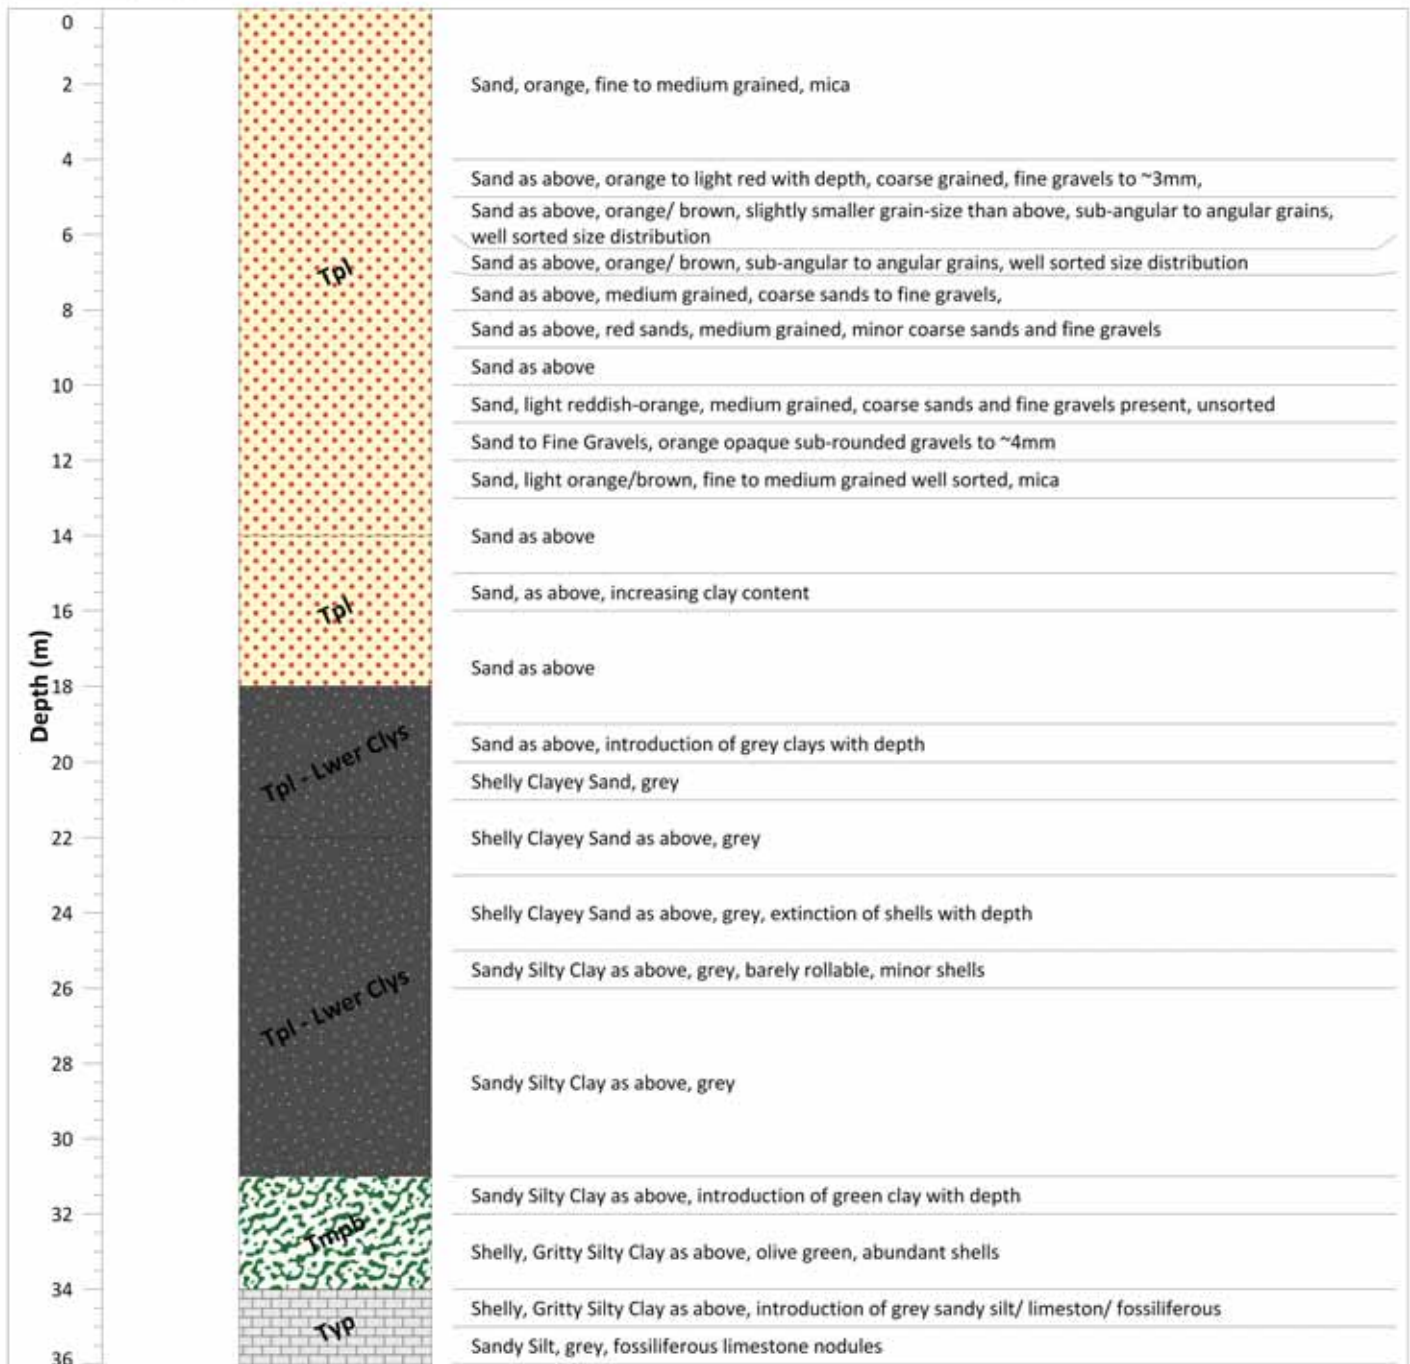 0
Sand, orange, fine to medium grained, mica
2
4
Sand as above, orange to light red with depth, coarse grained, fine gravels to ~3mm,
Sand as above, orange/ brown, slightly smaller grain-size than above, sub-angular to angular grains,
well sorted size distribution
6
Sand as above, orange/ brown, sub-angular to angular grains, well sorted size distribution
Tpl
Sand as above, medium grained, coarse sands to fine gravels,
8
Sand as above, red sands, medium grained, minor coarse sands and fine gravels
Sand as above
10
Sand, light reddish-orange, medium grained, coarse sands and fine gravels present, unsorted
Sand to Fine Gravels, orange opaque sub-rounded gravels to ~4mm
12
Sand, light orange/brown, fine to medium grained well sorted, mica
14
Sand as above
Sand, as above, increasing clay content
16
Tpl
Sand as above
Depth (m)
18
Tpl - Lwer Clys
Sand as above, introduction of grey clays with depth
20
Shelly Clayey Sand, grey
22
Shelly Clayey Sand as above, grey
24
Shelly Clayey Sand as above, grey, extinction of shells with depth
Sandy Silty Clay as above, grey, barely rollable, minor shells
26
Tpl - Lwer Clys
28
Sandy Silty Clay as above, grey
30
Sandy Silty Clay as above, introduction of green clay with depth
32
Tmpb
Shelly, Gritty Silty Clay as above, olive green, abundant shells
34
Shelly, Gritty Silty Clay as above, introduction of grey sandy silt/ limeston/ fossiliferous
Typ
Sandy Silt, grey, fossiliferous limestone nodules
36